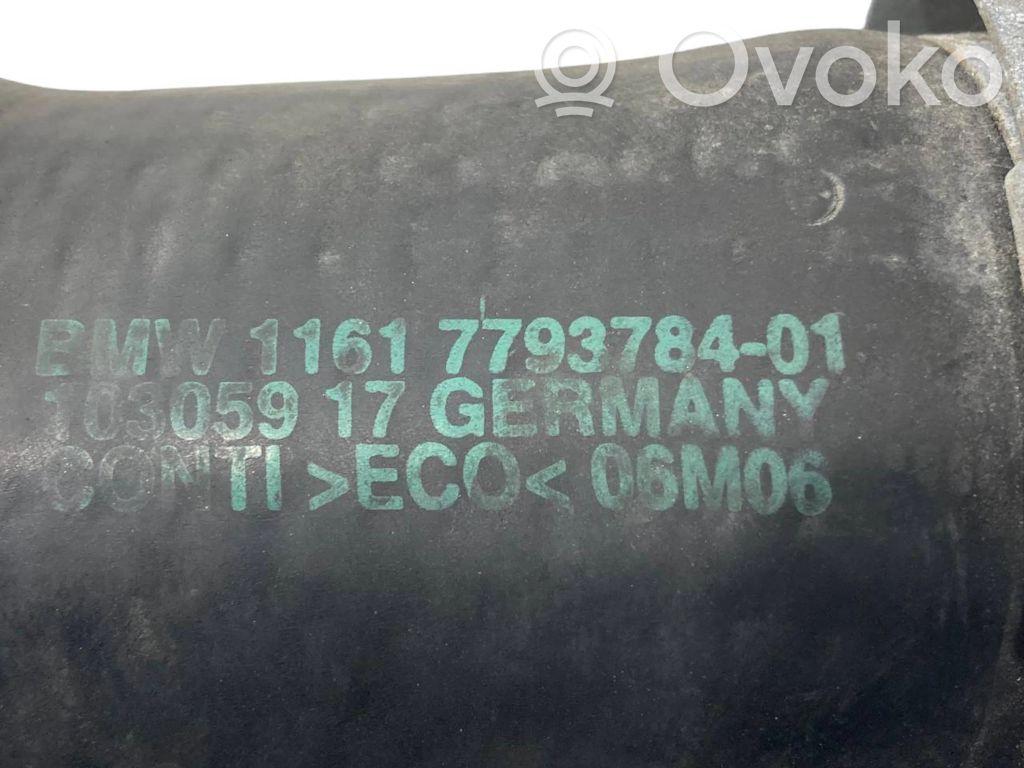 Ovoko
BMW 1161 7793784-01
103059 17 GERMANY
CONTI >ECO< 06M06